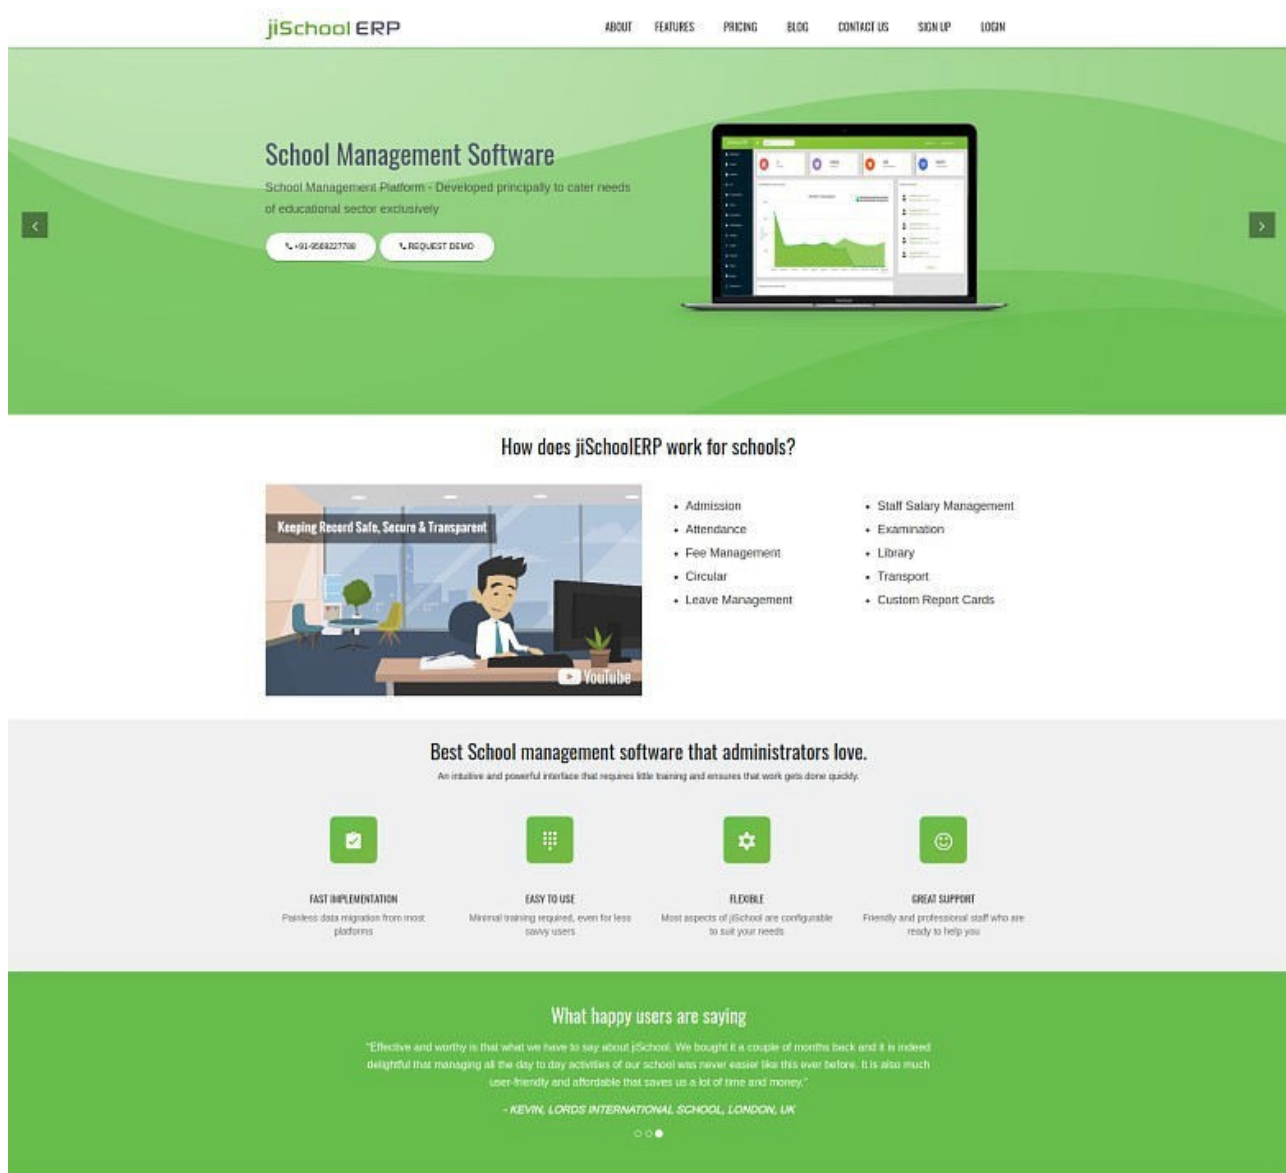 jiSchool ERP
ABOUT FEATURES PRICING BLOG CONTACT US SIGN UP LOGIN
School Management Software
School Management Platform - Developed principally to cater needs
of educational sector exclusively
REQUEST DEMO
How does jiSchoolERP work for schools?
Keeping Record Safe, Secure & Transparent
YouTube
• Admission
• Attendance
• Fee Management
• Circular
• Leave Management
• Staff Salary Management
• Examination
• Library
• Transport
• Custom Report Cards
Best School management software that administrators love.
An intuitive and powerful interface that requires little training and ensures that work gets done quickly.
FAST IMPLEMENTATION
Painless data migration from most
platforms
EASY TO USE
Minimal training required, even for less
savvy users
FLEXIBLE
Most aspects of jiSchool are configurable
to suit your needs
GREAT SUPPORT
Friendly and professional staff who are
ready to help you
What happy users are saying
"Effective and worthy is that what we have to say about jiSchool. We bought it a couple of months back and it is indeed
delightful that managing all the day to day activities of our school was never easier like this ever before. It is also much
user-friendly and affordable that saves us a lot of time and money."
- KEVIN, LORDS INTERNATIONAL SCHOOL, LONDON, UK